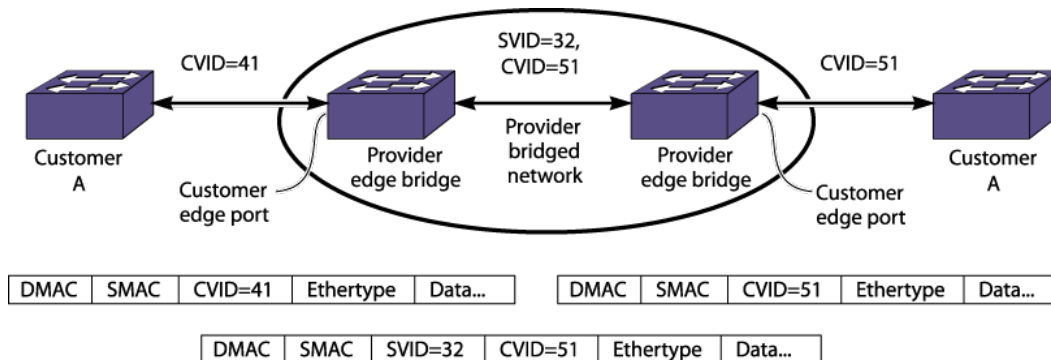 SVID=32,
CVID=41
CVID=51
CVID=51
Customer
A
Provider
edge bridge
Provider
bridged
network
Provider
edge bridge
Customer
A
Customer
edge port
Customer
edge port
DMAC SMAC CVID=41 Ethertype Data...
DMAC SMAC CVID=51 Ethertype Data...
DMAC SMAC SVID=32 CVID=51 Ethertype Data...